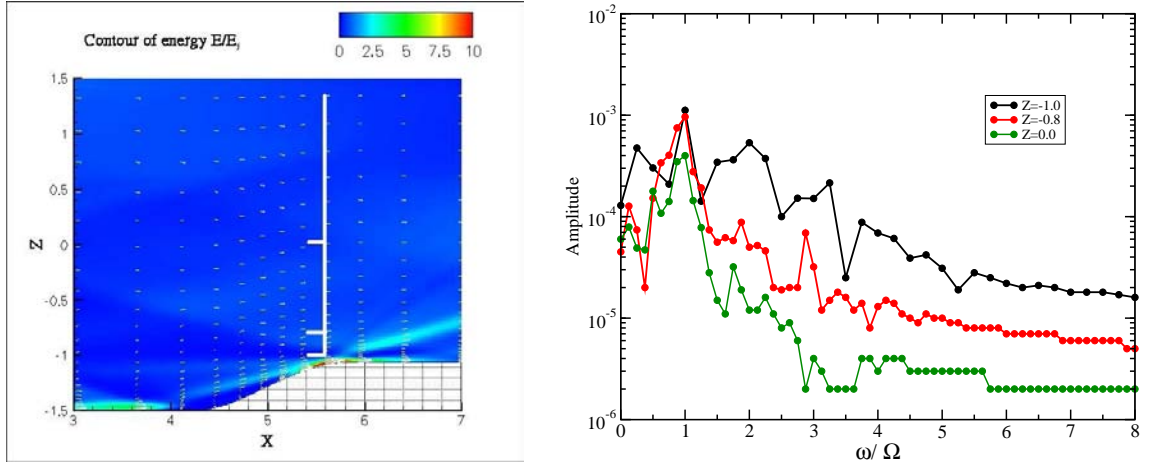 Contour of energy E/E
0 2.5 5 7.5 10
1.5
1
0.5
0
-0.5
-1
-1.5
Z
3 4 5 6 7
X
10⁻²
10⁻³
10⁻⁴
10⁻⁵
10⁻⁶
Amplitude
Z=-1.0
Z=-0.8
Z=0.0
0 1 2 3 4 5 6 7 8
ω/ Ω